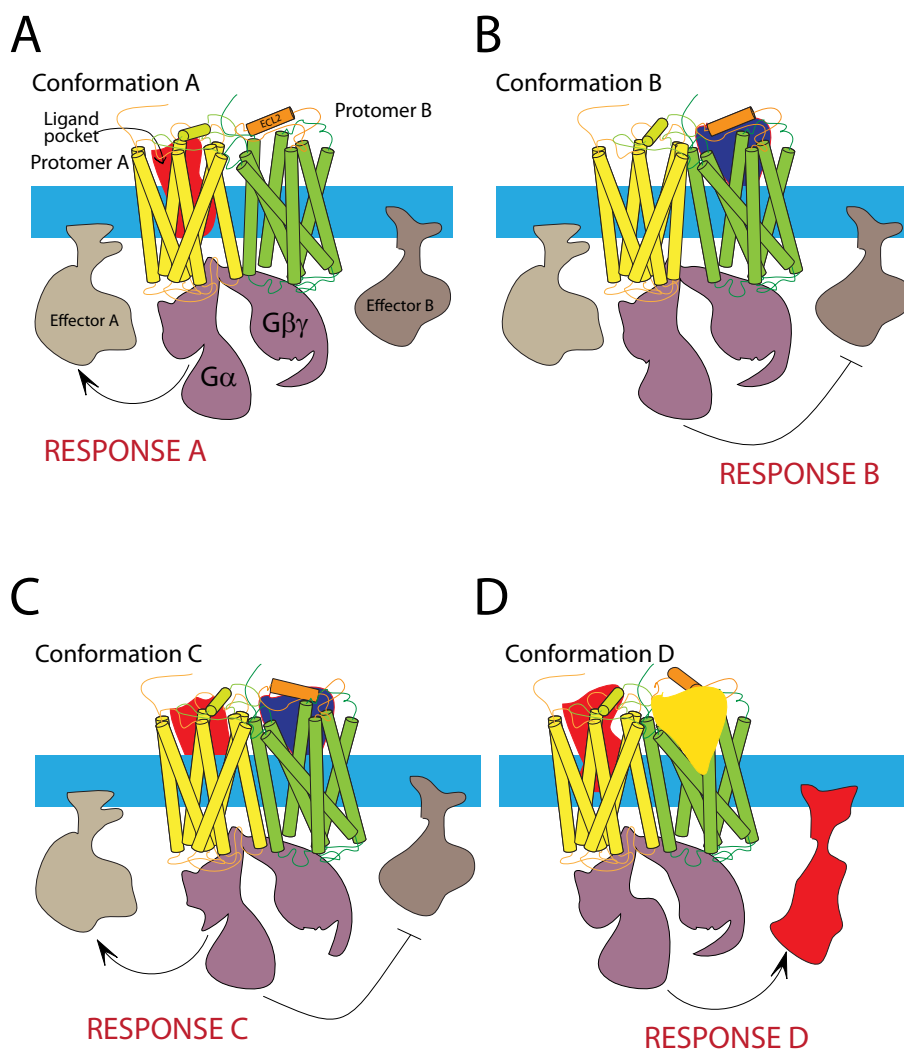 A
Conformation A
Ligand
pocket
Protomer A
ECL2
Protomer B
Effector A
Gα
Gβγ
Effector B
RESPONSE A
B
Conformation B
RESPONSE B
C
Conformation C
RESPONSE C
D
Conformation D
RESPONSE D